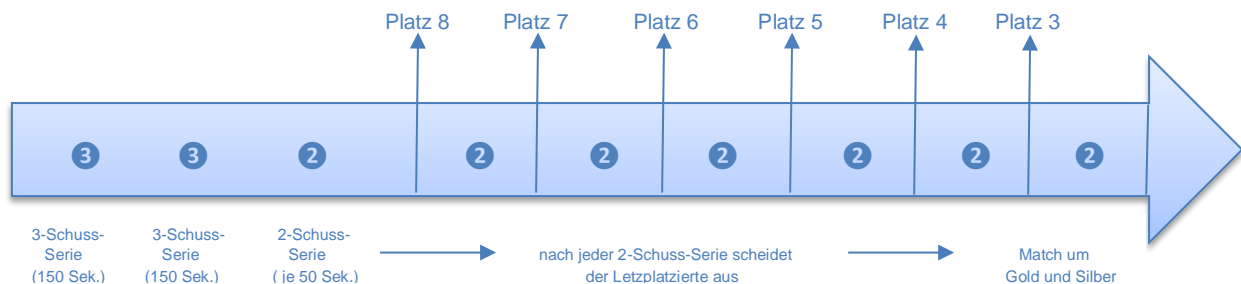 Platz 8 Platz 7 Platz 6 Platz 5 Platz 4 Platz 3
3 3 2 2 2 2 2 2 2
3-Schuss-
Serie
(150 Sek.)
3-Schuss-
Serie
(150 Sek.)
2-Schuss-
Serie
( je 50 Sek.)
nach jeder 2-Schuss-Serie scheidet
der Letzplatzierte aus
Match um
Gold und Silber